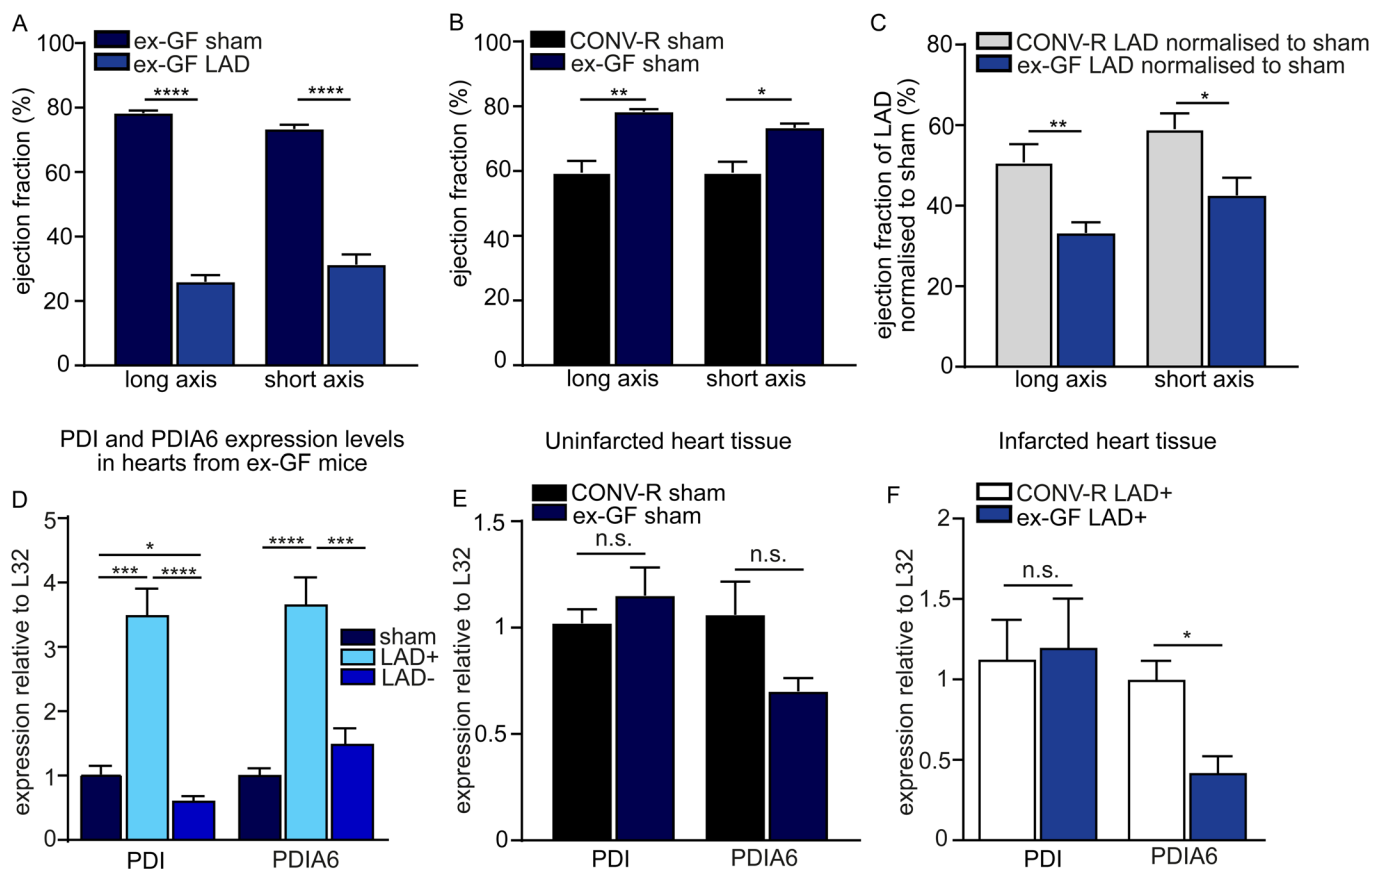 A
ex-GF sham
ex-GF LAD
ejection fraction (%)
100
80
60
40
20
0
****
****
long axis
short axis
B
CONV-R sham
ex-GF sham
ejection fraction (%)
100
80
60
40
20
0
**
*
long axis
short axis
C
CONV-R LAD normalised to sham
ex-GF LAD normalised to sham
ejection fraction of LAD
normalised to sham (%)
80
60
40
20
0
**
*
long axis
short axis
PDI and PDIA6 expression levels
in hearts from ex-GF mice
D
expression relative to L32
5
4
3
2
1
0
*
***
****
****
***
sham
LAD+
LAD-
PDI
PDIA6
Uninfarcted heart tissue
E
CONV-R sham
ex-GF sham
expression relative to L32
1.5
1
0.5
0
n.s.
n.s.
PDI
PDIA6
Infarcted heart tissue
F
CONV-R LAD+
ex-GF LAD+
expression relative to L32
2
1.5
1
0.5
0
n.s.
*
PDI
PDIA6